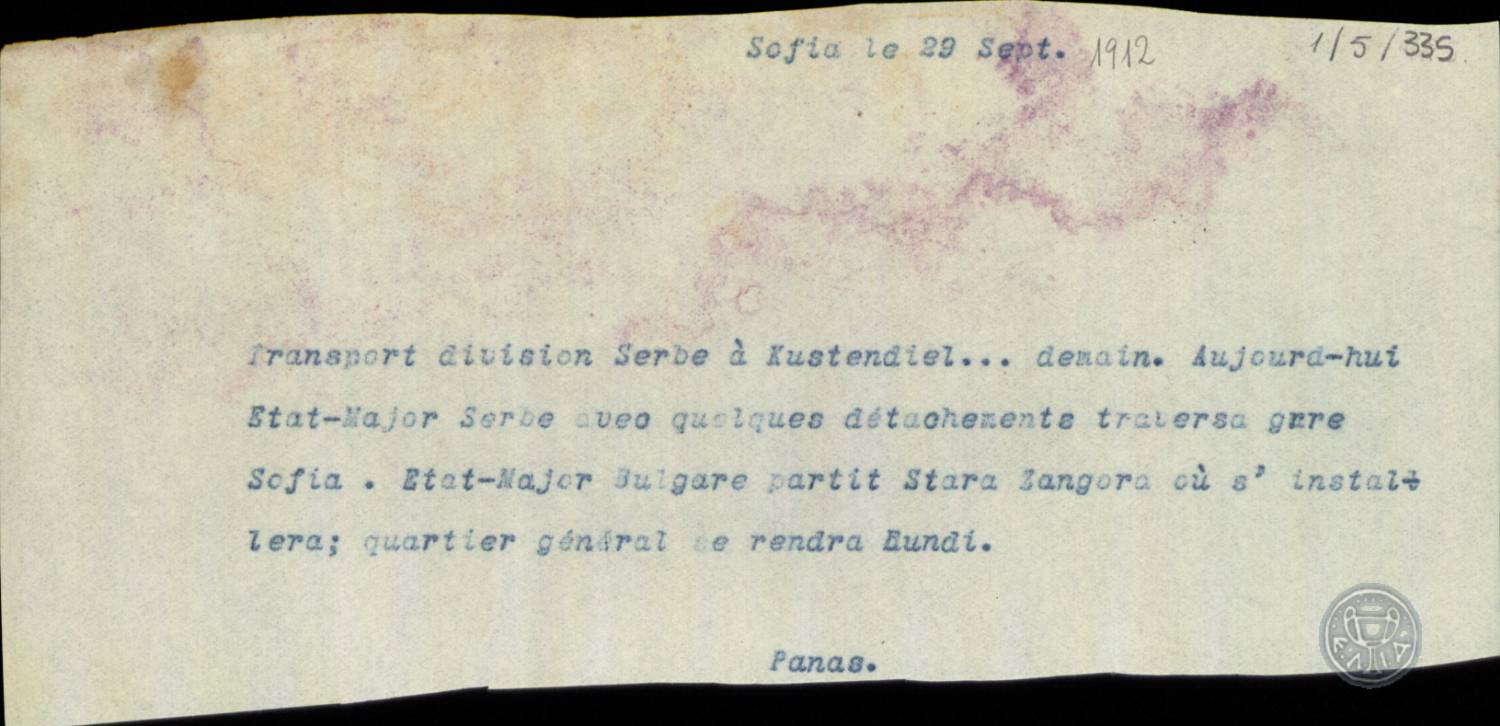 Sofia le 29 Sept. 1912 1/5/335.
Transport division Serbe à Kustendiel... demain. Aujourd-hui
Etat-Major Serbe avec quelques détachements traversa gare
Sofia . Etat-Major Bulgare partit Stara Zangora où s' instal-
lera; quartier général se rendra
Panas.
Ε.Λ.Ι.Α